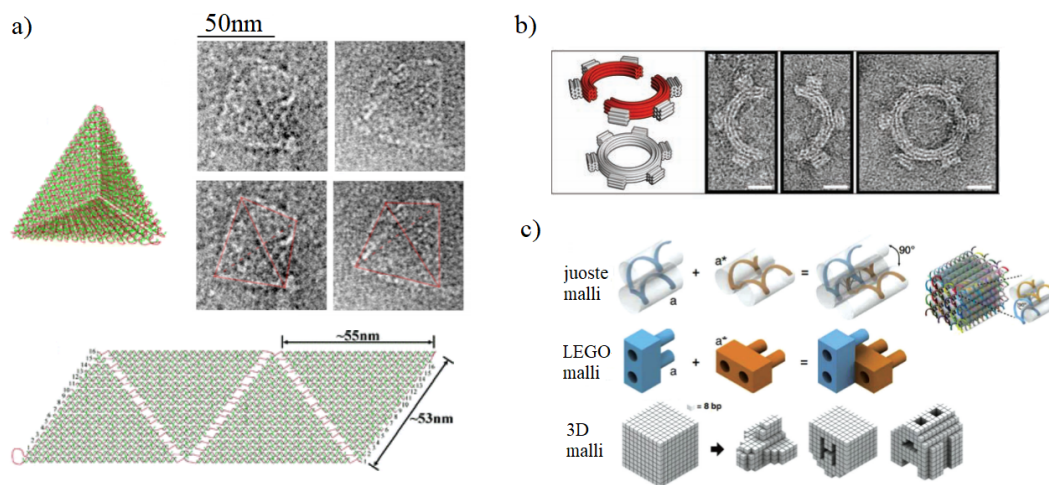 a)
50nm
~55nm
~53nm
b)
c)
juoste
malli
a
+
a*
=
90°
LEGO
malli
a
+
a*
=
3D
malli
= 8 bp
H